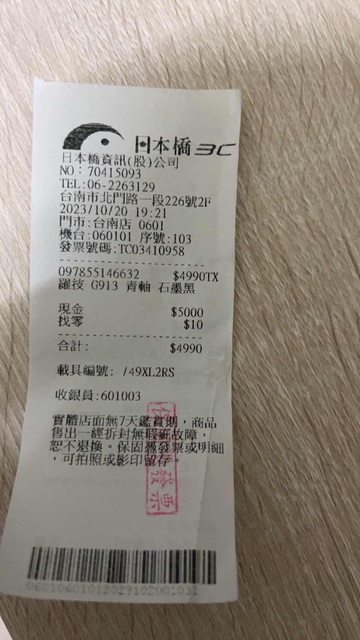 日本橋3C
日本橋資訊(股)公司
NO：70415093
TEL:06-2263129
台南市北門路一段226號2F
2023/10/20 19:21
門市:台南店 0601
機台:060101 序號:103
發票號碼:TC03410958
097855146632 $4990TX
羅技 G913 青軸 石墨黑
現金 $5000
找零 $10
合計: $4990
載具編號: /49XL2RS
收銀員:601003
實體店面無7天鑑賞期，商品
售出一經拆封無瑕疵故障，
恕不退換。保固憑發票或明細
，可拍照或影印留存